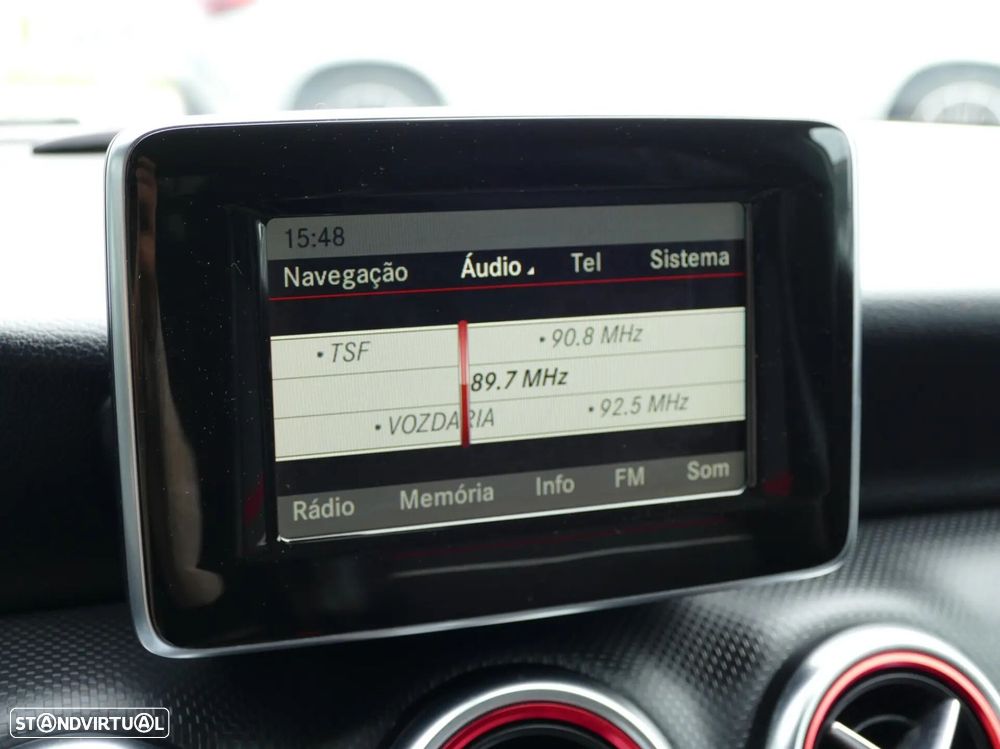 15:48
Navegação Áudio Tel Sistema
• TSF • 90.8 MHz
89.7 MHz
• VOZDARIA • 92.5 MHz
Rádio Memória Info FM Som
STANDVIRTUAL